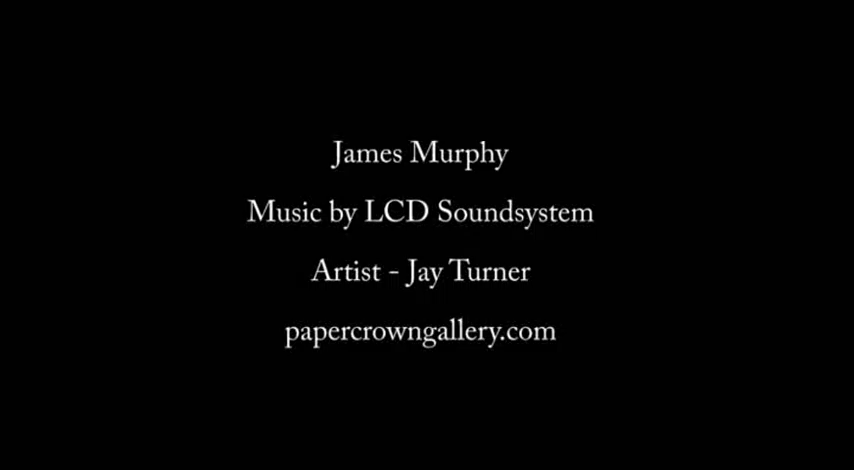 James Murphy
Music by LCD Soundsystem
Artist - Jay Turner
papercrowngallery.com